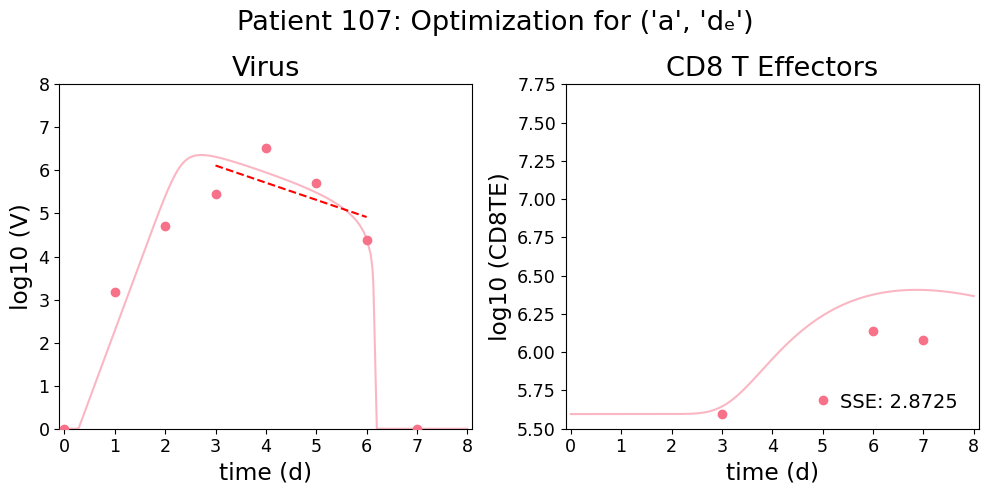 Patient 107: Optimization for ('a', 'dₑ')
Virus
CD8 T Effectors
8
7
6
5
4
3
2
1
0
log10 (V)
0 1 2 3 4 5 6 7 8
time (d)
7.75
7.50
7.25
7.00
6.75
6.50
6.25
6.00
5.75
5.50
log10 (CD8TE)
SSE: 2.8725
0 1 2 3 4 5 6 7 8
time (d)